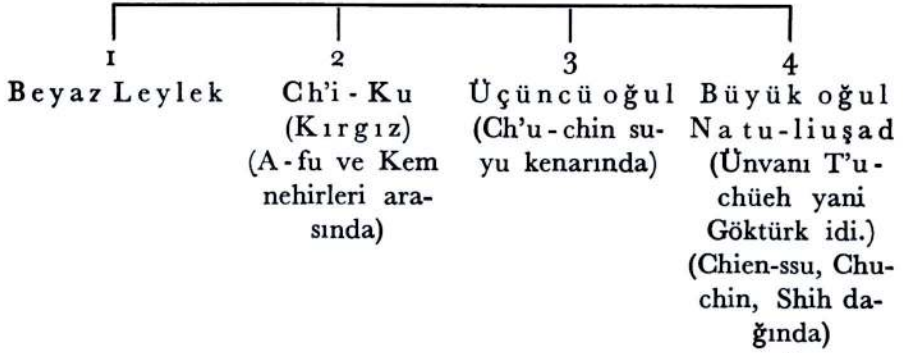 1
Beyaz Leylek
2
Ch'i - Ku
(Kırgız)
(A - fu ve Kem
nehirleri ara-
sında)
3
Üçüncü oğul
(Ch'u - chin su-
yu kenarında)
4
Büyük oğul
Natu-liuşad
(Ünvanı T'u -
chüeh yani
Göktürk idi.)
(Chien-ssu, Chu-
chin, Shih da-
ğında)